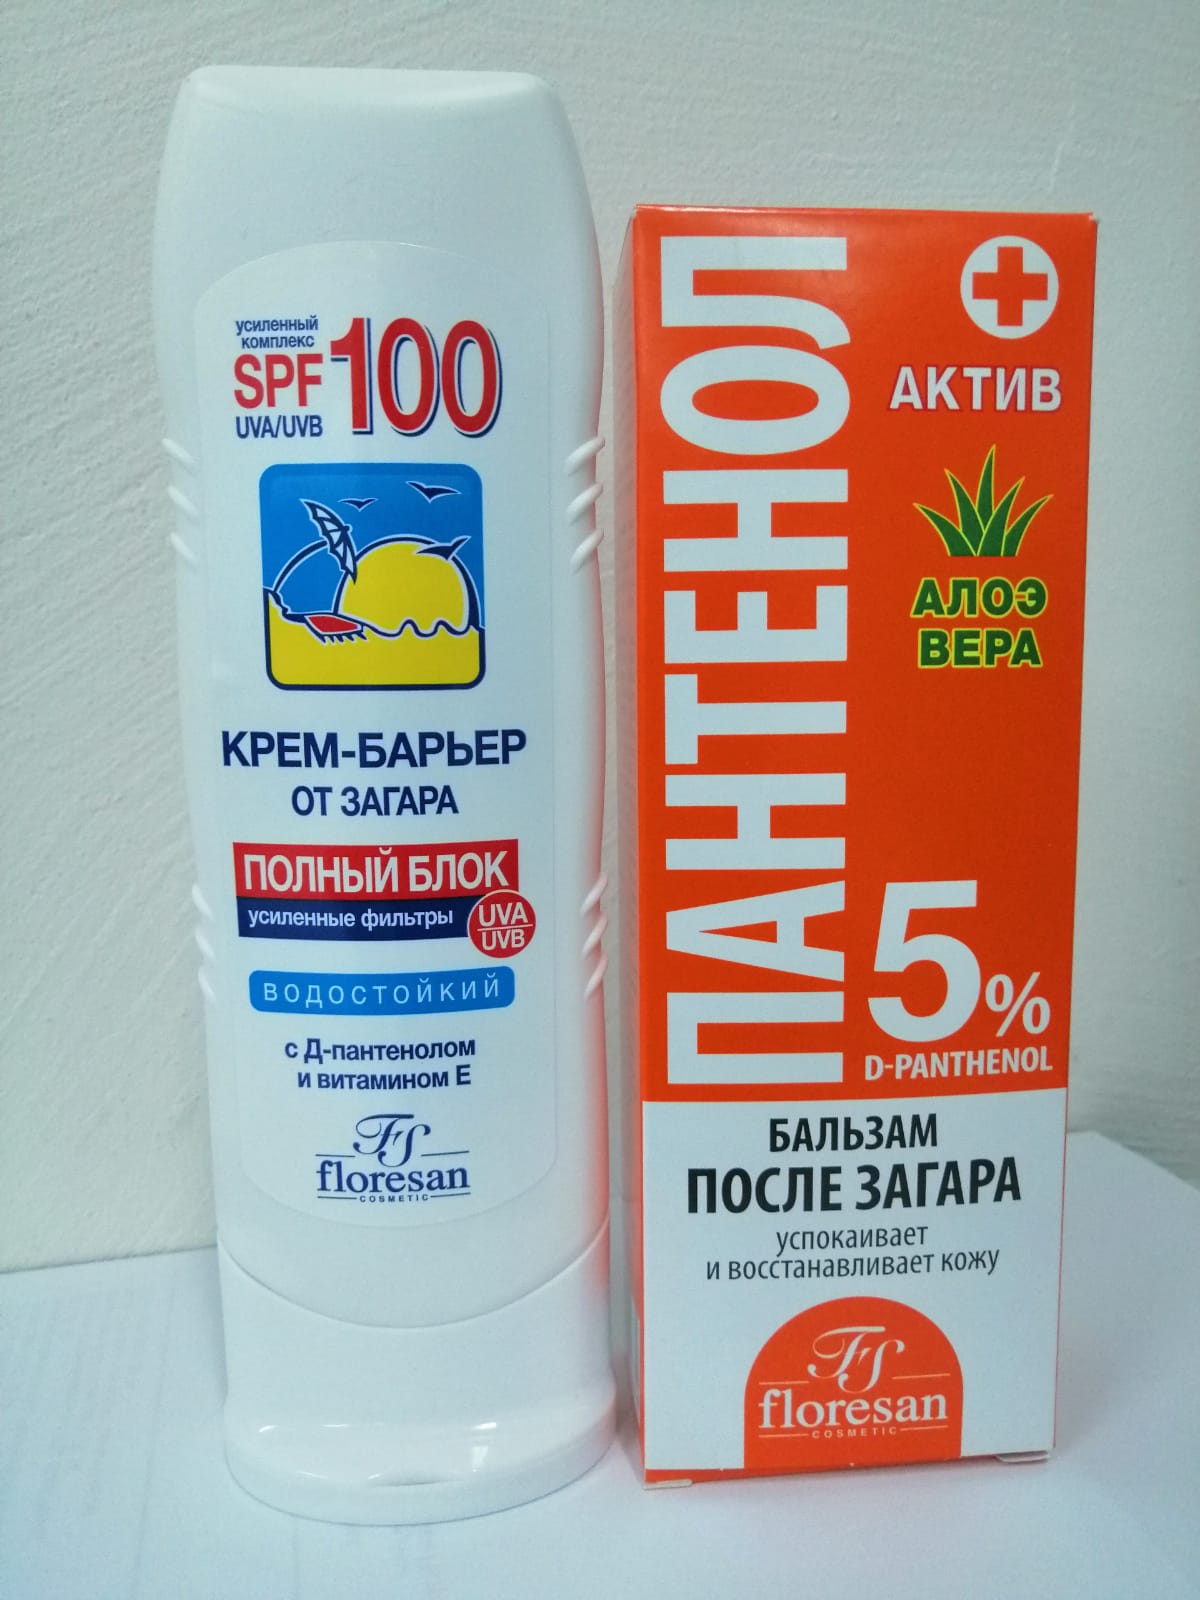 усиленный
комплекс
SPF 100
UVA/UVB
КРЕМ-БАРЬЕР
ОТ ЗАГАРА
ПОЛНЫЙ БЛОК
усиленные фильтры
UVA
UVB
ВОДОСТОЙКИЙ
с Д-пантенолом
и витамином Е
FS
floresan
COSMETIC
ПАНТЕНОЛ
АКТИВ
АЛОЭ
ВЕРА
5%
D-PANTHENOL
БАЛЬЗАМ
ПОСЛЕ ЗАГАРА
успокаивает
и восстанавливает кожу
FS
floresan
COSMETIC